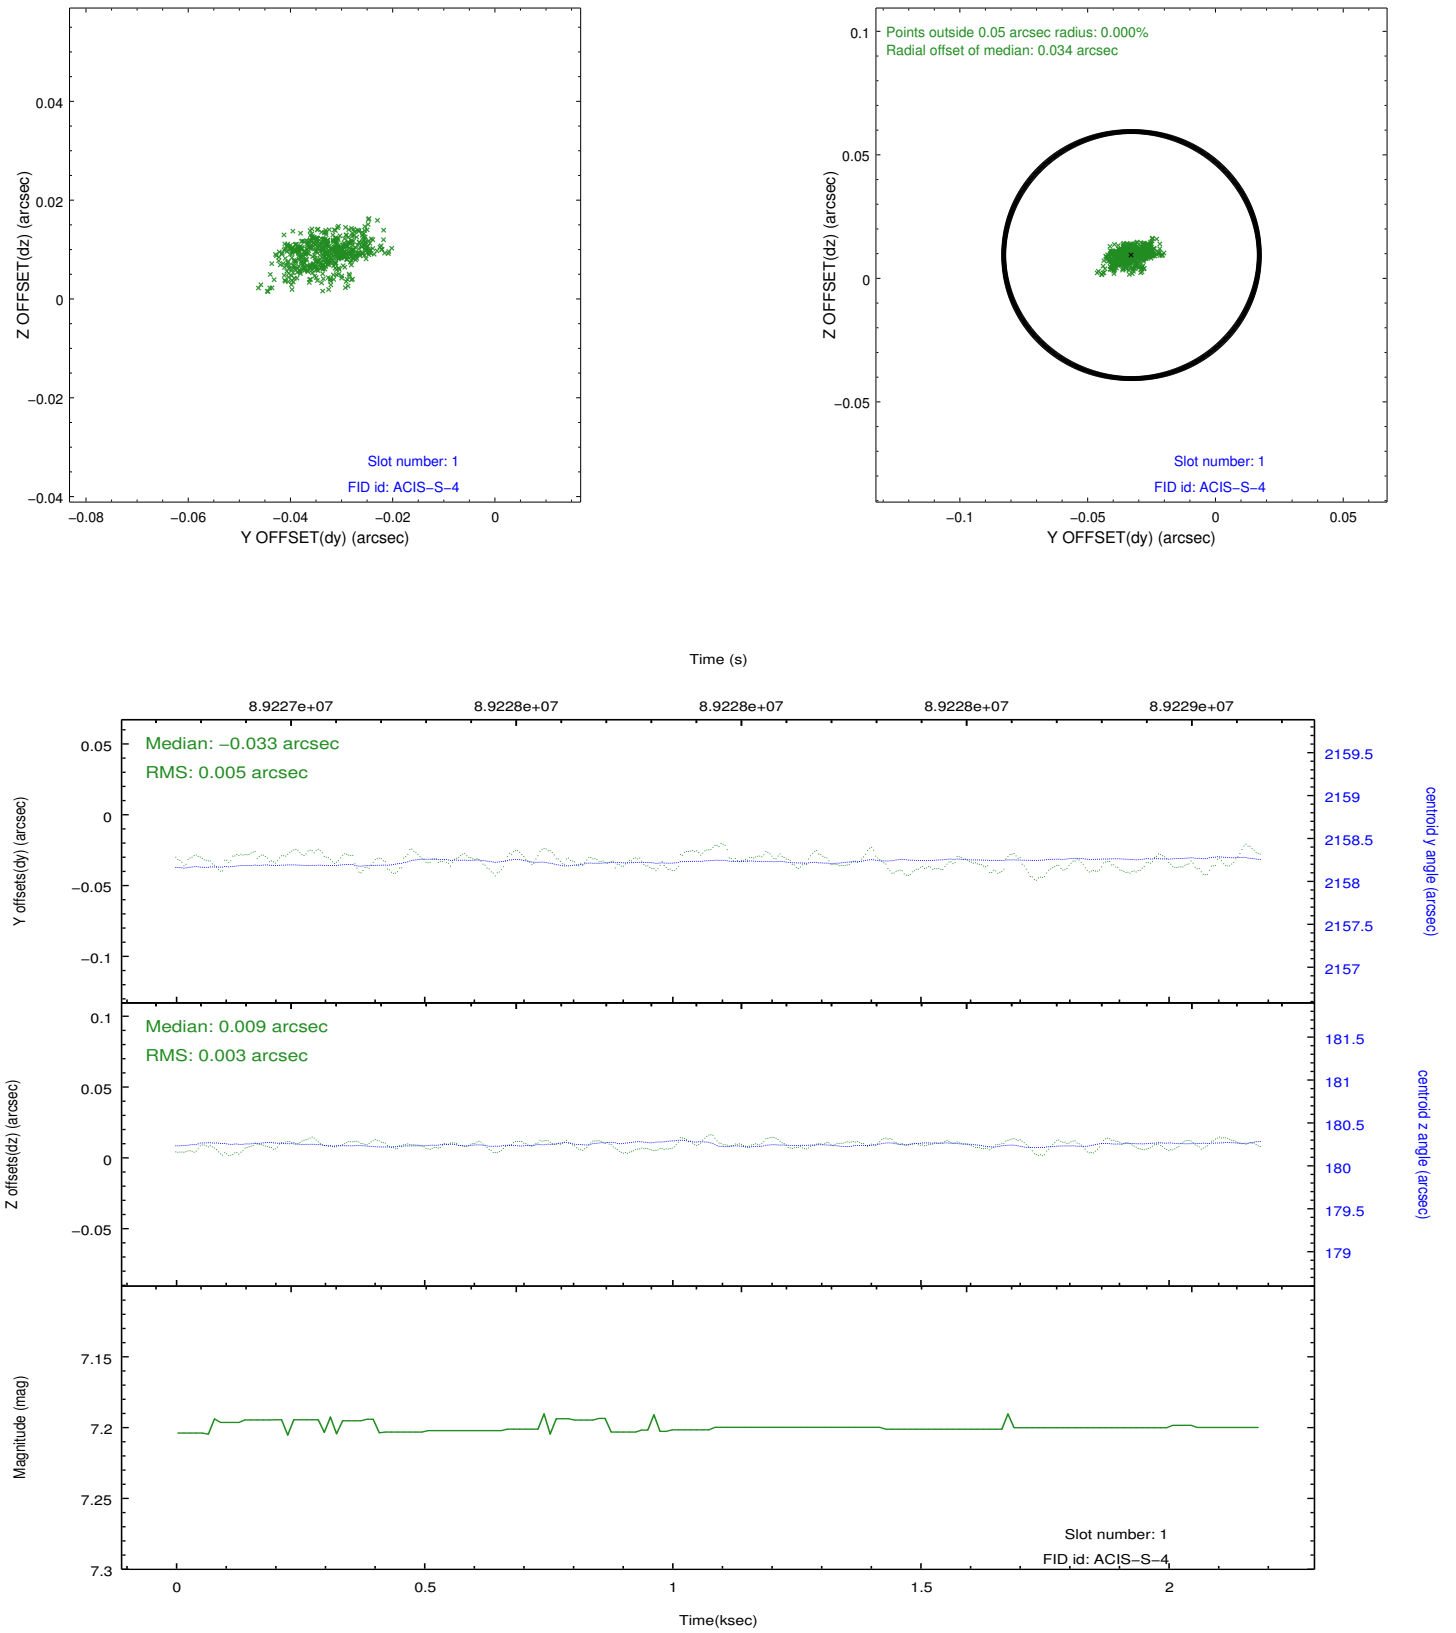 0.04
0.02
0
−0.02
−0.04
Z OFFSET(dz) (arcsec)
Slot number: 1
FID id: ACIS−S−4
−0.08
−0.06
−0.04
−0.02
0
Y OFFSET(dy) (arcsec)
Points outside 0.05 arcsec radius: 0.000%
Radial offset of median: 0.034 arcsec
0.1
0.05
0
−0.05
Z OFFSET(dz) (arcsec)
Slot number: 1
FID id: ACIS−S−4
−0.1
−0.05
0
0.05
Y OFFSET(dy) (arcsec)
Time (s)
8.9227e+07
8.9228e+07
8.9228e+07
8.9228e+07
8.9229e+07
Median: −0.033 arcsec
RMS: 0.005 arcsec
0.05
0
−0.05
−0.1
Y offsets(dy) (arcsec)
2159.5
2159
2158.5
2158
2157.5
2157
centroid y angle (arcsec)
Median: 0.009 arcsec
RMS: 0.003 arcsec
0.1
0.05
0
−0.05
Z offsets(dz) (arcsec)
181.5
181
180.5
180
179.5
179
centroid z angle (arcsec)
7.15
7.2
7.25
7.3
Magnitude (mag)
Slot number: 1
FID id: ACIS−S−4
0
0.5
1
1.5
2
Time(ksec)